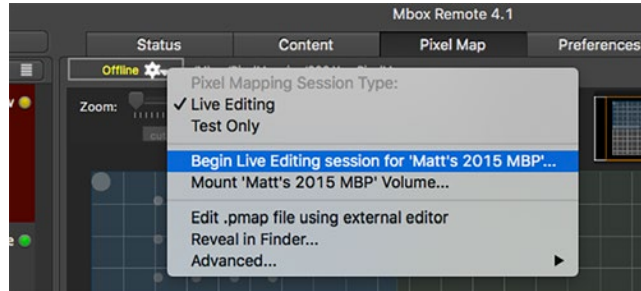 Mbox Remote 4.1
Status Content Pixel Map Preferences
Offline
Pixel Mapping Session Type:
Zoom:
✓ Live Editing
Test Only
cut
Begin Live Editing session for 'Matt's 2015 MBP'...
Mount 'Matt's 2015 MBP' Volume...
Edit .pmap file using external editor
Reveal in Finder...
Advanced...